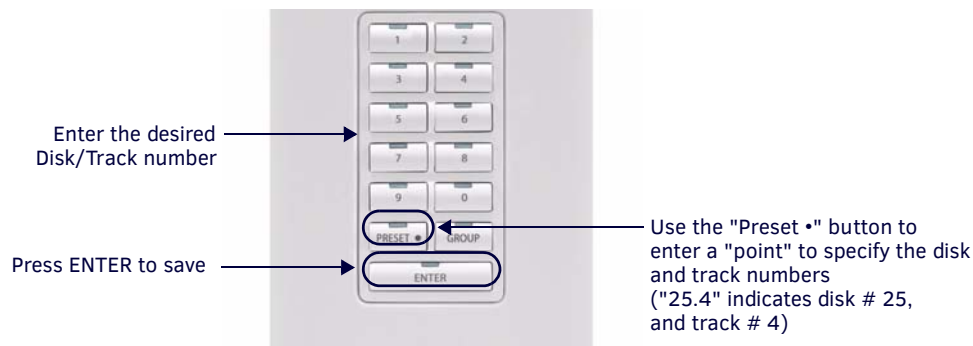 1 2
3 4
5 6
7 8
9 0
PRESET • GROUP
ENTER
Enter the desired
Disk/Track number
Press ENTER to save
Use the "Preset •" button to
enter a "point" to specify the disk
and track numbers
("25.4" indicates disk # 25,
and track # 4)